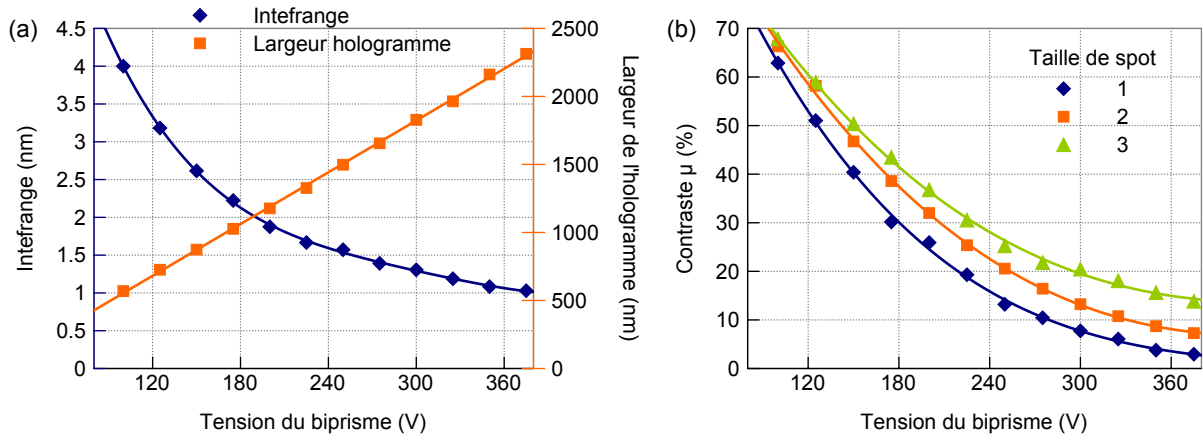 (a)
Intefrange
Largeur hologramme
4.5
4
3.5
3
2.5
2
1.5
1
0.5
0
Intefrange (nm)
2500
2000
1500
1000
500
0
Largeur de l'hologramme (nm)
120 180 240 300 360
Tension du biprisme (V)
(b)
Taille de spot
1
2
3
70
60
50
40
30
20
10
0
Contraste µ (%)
120 180 240 300 360
Tension du biprisme (V)